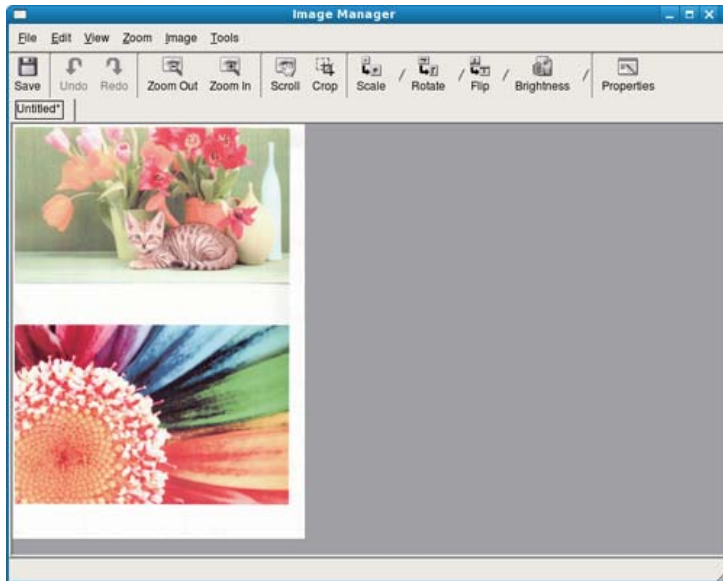 Image Manager
File Edit View Zoom Image Tools
Save Undo Redo Zoom Out Zoom In Scroll Crop Scale / Rotate / Flip / Brightness / Properties
Untitled*